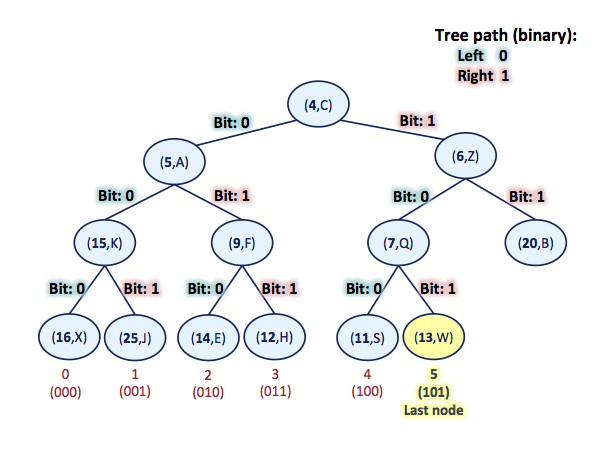 Tree path (binary):
Left 0
Right 1
(4,C)
Bit: 0
Bit: 1
(5,A)
(6,Z)
Bit: 0
Bit: 1
Bit: 0
Bit: 1
(15,K)
(9,F)
(7,Q)
(20,B)
Bit: 0
Bit: 1
Bit: 0
Bit: 1
Bit: 0
Bit: 1
(16,X)
(25,J)
(14,E)
(12,H)
(11,S)
(13,W)
0
1
2
3
4
5
(000)
(001)
(010)
(011)
(100)
(101)
Last node